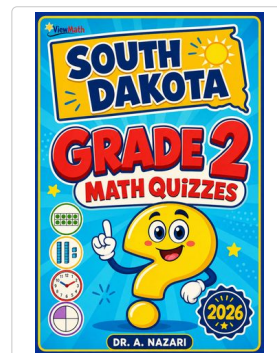 ViewMath
SOUTH
DAKOTA
GRADE 2
MATH QUIZZES
2026
DR. A. NAZARI